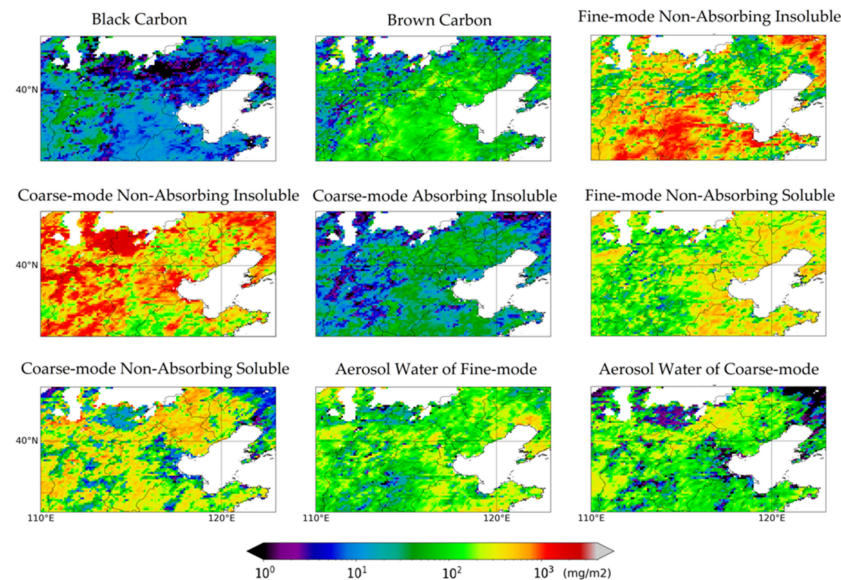 Black Carbon
Brown Carbon
Fine-mode Non-Absorbing Insoluble
40°N
Coarse-mode Non-Absorbing Insoluble
Coarse-mode Absorbing Insoluble
Fine-mode Non-Absorbing Soluble
40°N
Coarse-mode Non-Absorbing Soluble
Aerosol Water of Fine-mode
Aerosol Water of Coarse-mode
40°N
110°E
120°E
110°E
120°E
110°E
120°E
10⁰
10¹
10²
10³
(mg/m2)